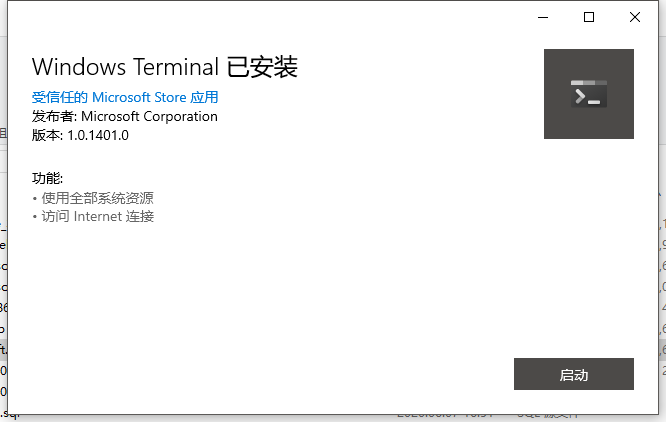 Windows Terminal 已安装
受信任的 Microsoft Store 应用
发布者: Microsoft Corporation
版本: 1.0.1401.0
功能:
• 使用全部系统资源
• 访问 Internet 连接
启动